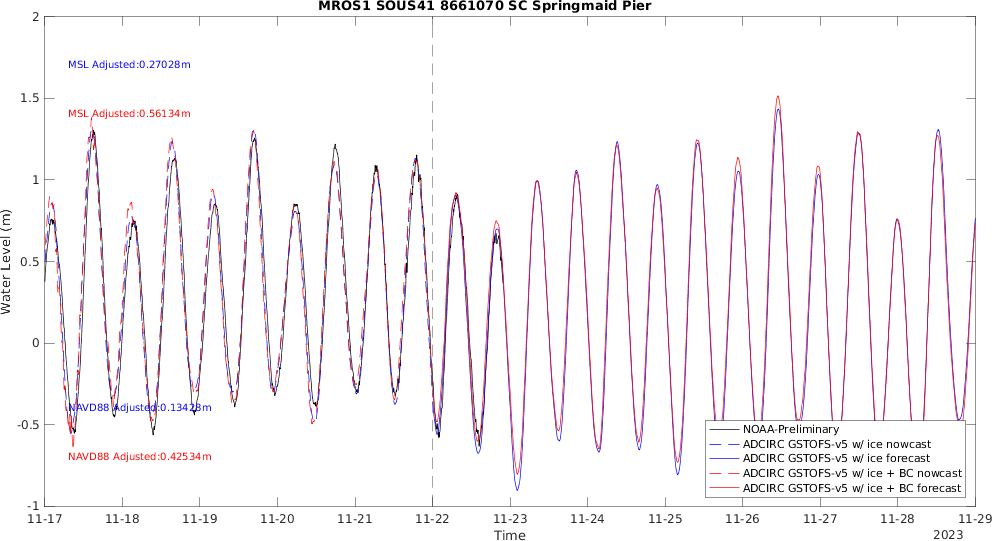 MROS1 SOUS41 8661070 SC Springmaid Pier
2
1.5
1
0.5
0
-0.5
-1
Water Level (m)
MSL Adjusted:0.27028m
MSL Adjusted:0.56134m
NAVD88 Adjusted:0.13428m
NAVD88 Adjusted:0.42534m
NOAA-Preliminary
ADCIRC GSTOFS-v5 w/ ice nowcast
ADCIRC GSTOFS-v5 w/ ice forecast
ADCIRC GSTOFS-v5 w/ ice + BC nowcast
ADCIRC GSTOFS-v5 w/ ice + BC forecast
11-17 11-18 11-19 11-20 11-21 11-22 11-23 11-24 11-25 11-26 11-27 11-28 11-29
Time
2023